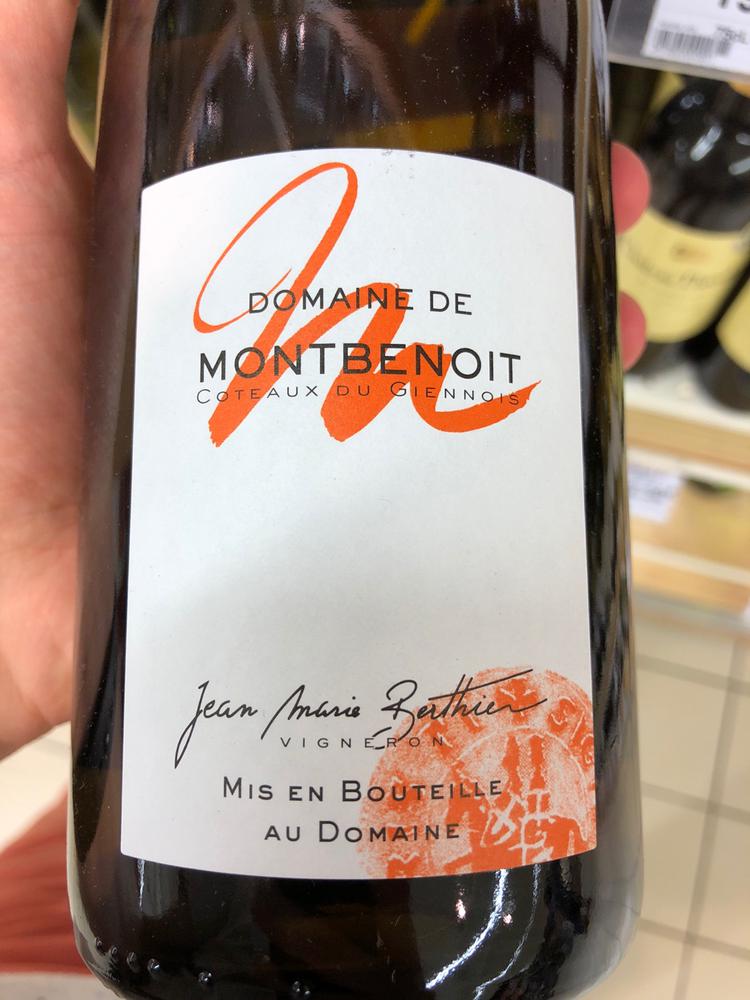 DOMAINE DE
MONTBENOIT
COTEAUX DU GIENNOIS
Jean Marie Berthier
VIGNERON
MIS EN BOUTEILLE
AU DOMAINE